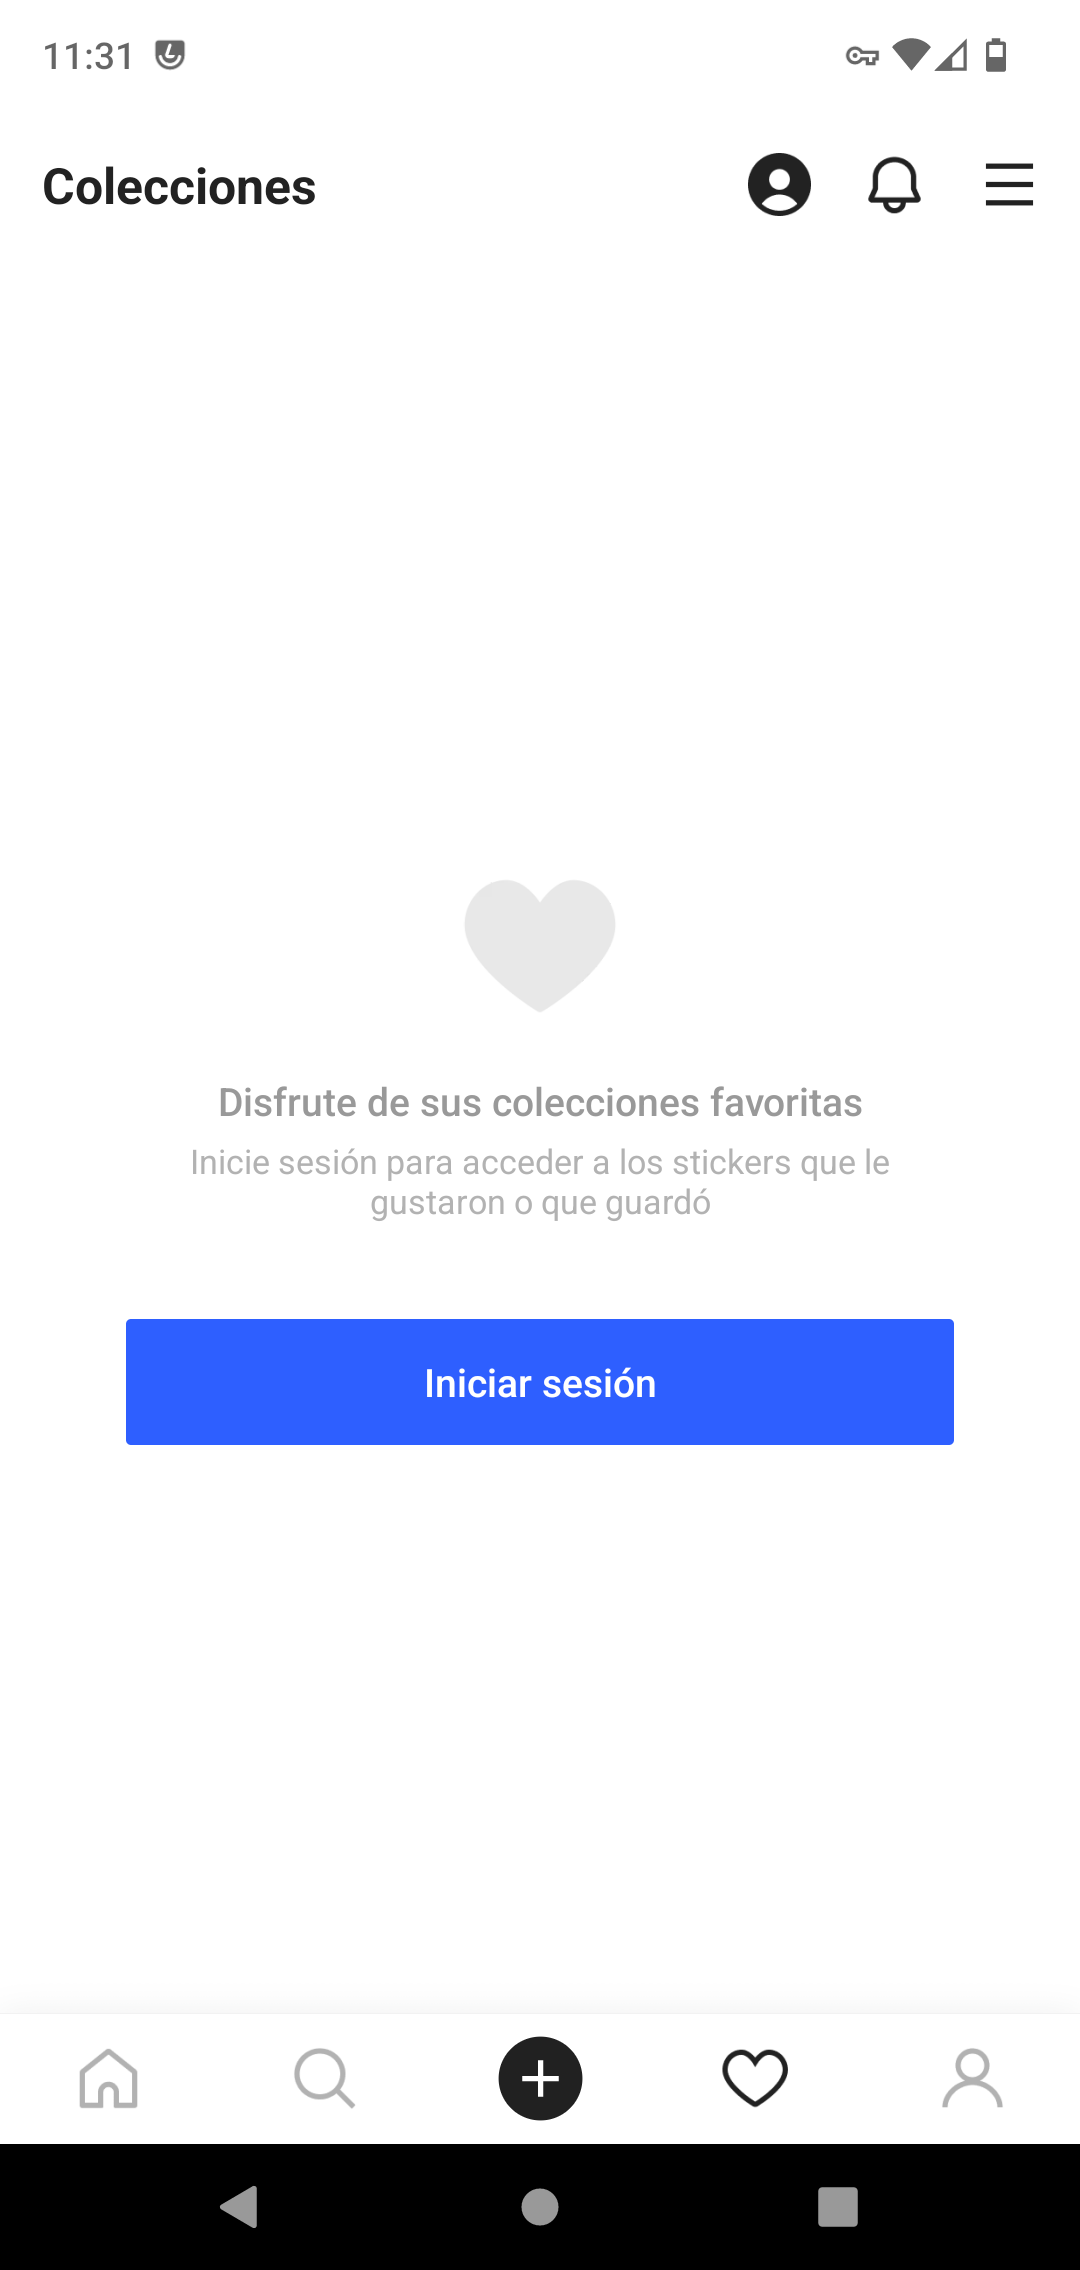 11:31
Colecciones
Disfrute de sus colecciones favoritas
Inicie sesión para acceder a los stickers que le
gustaron o que guardó
Iniciar sesión